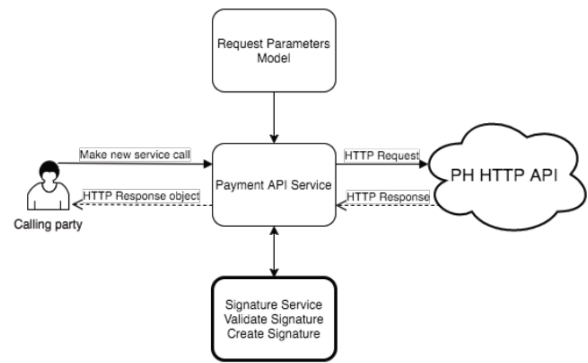 Request Parameters
Model
Make new service call
HTTP Request
HTTP Response object
Payment API Service
HTTP Response
PH HTTP API
Calling party
Signature Service
Validate Signature
Create Signature